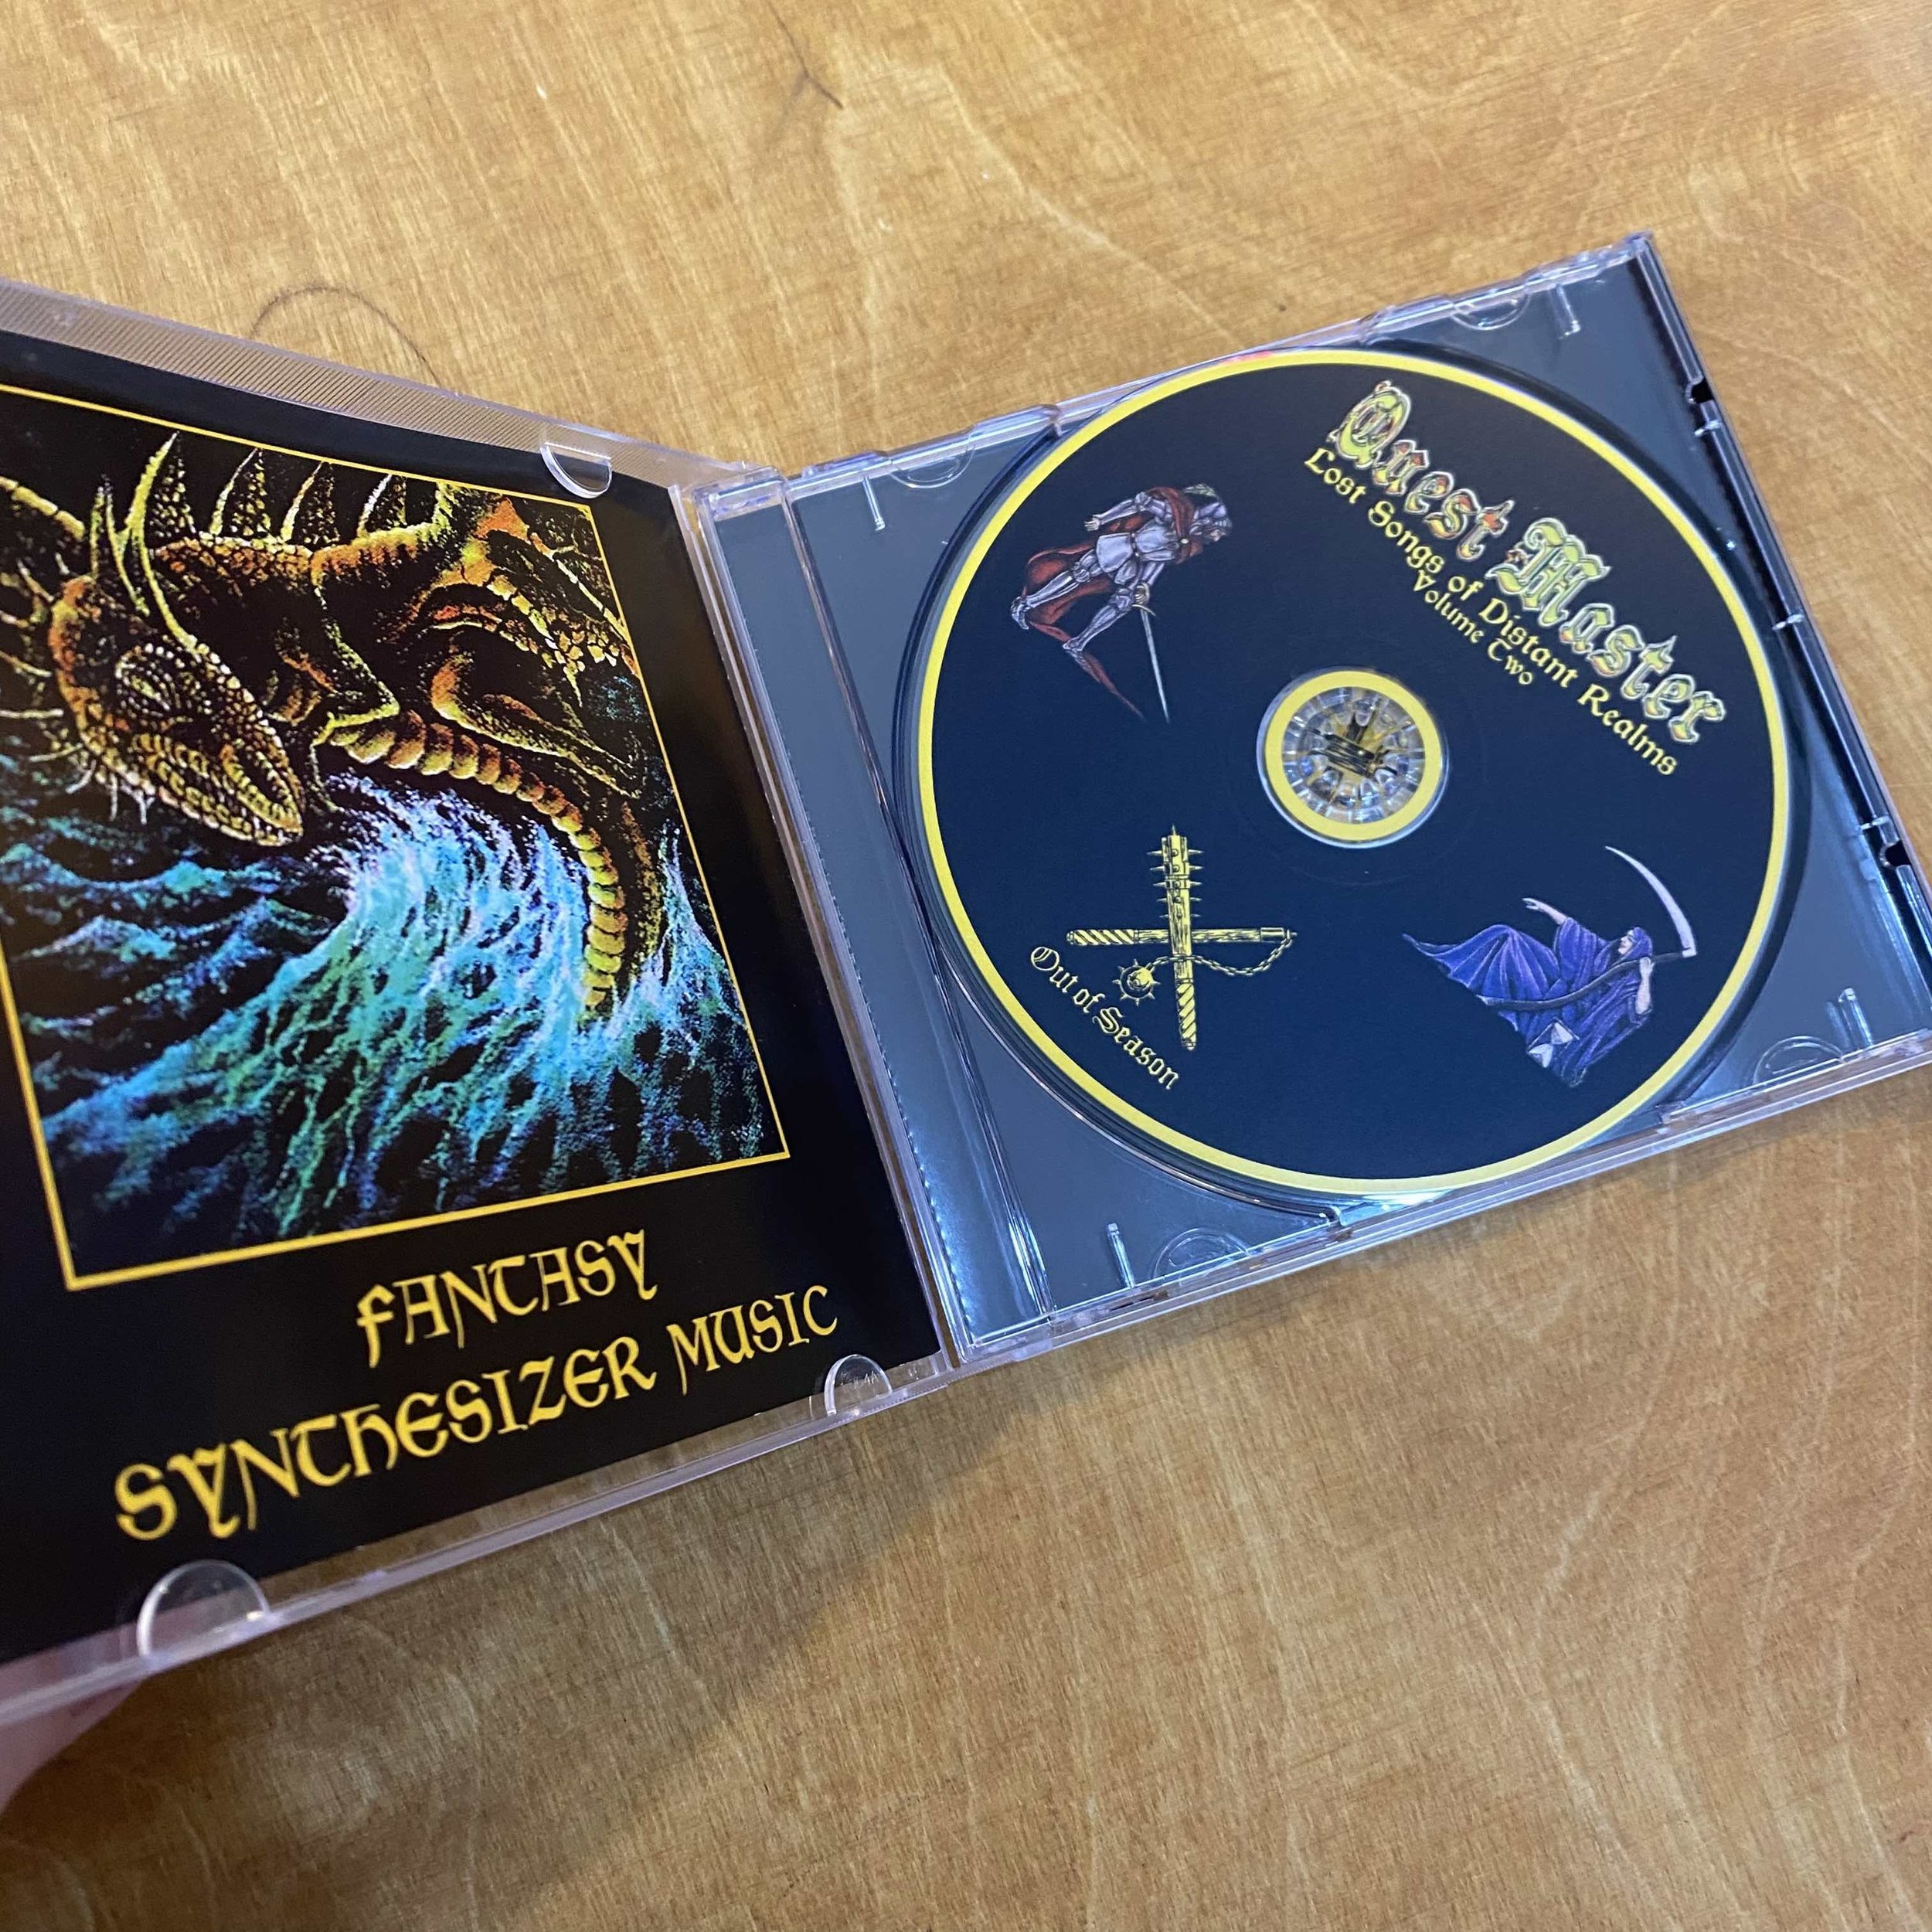 FANTASY
SYNTHESIZER MUSIC
Quest Master
Lost Songs of Distant Realms
Volume Two
Out of Season